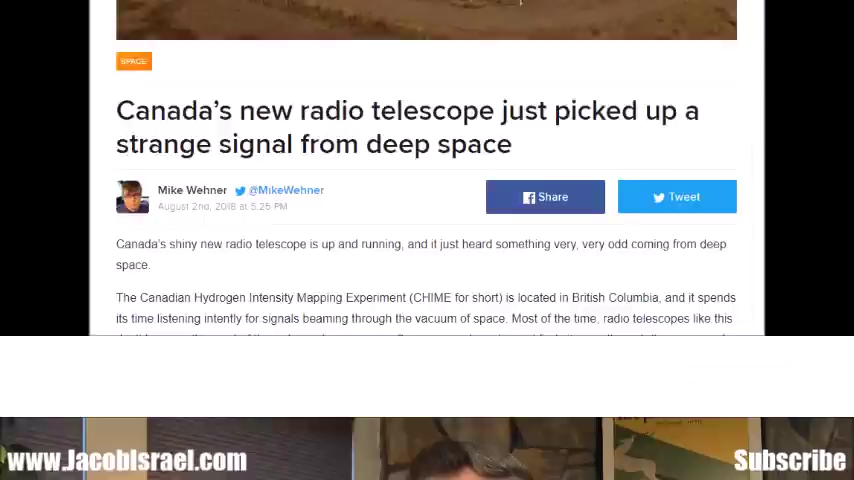 SPACE
Canada's new radio telescope just picked up a
strange signal from deep space
Mike Wehner @MikeWehner
August 2nd, 2018 at 5:25 PM
Share
Tweet
Canada's shiny new radio telescope is up and running, and it just heard something very, very odd coming from deep
space.
The Canadian Hydrogen Intensity Mapping Experiment (CHIME for short) is located in British Columbia, and it spends
its time listening intently for signals beaming through the vacuum of space. Most of the time, radio telescopes like this
www.JacobIsrael.com
Subscribe